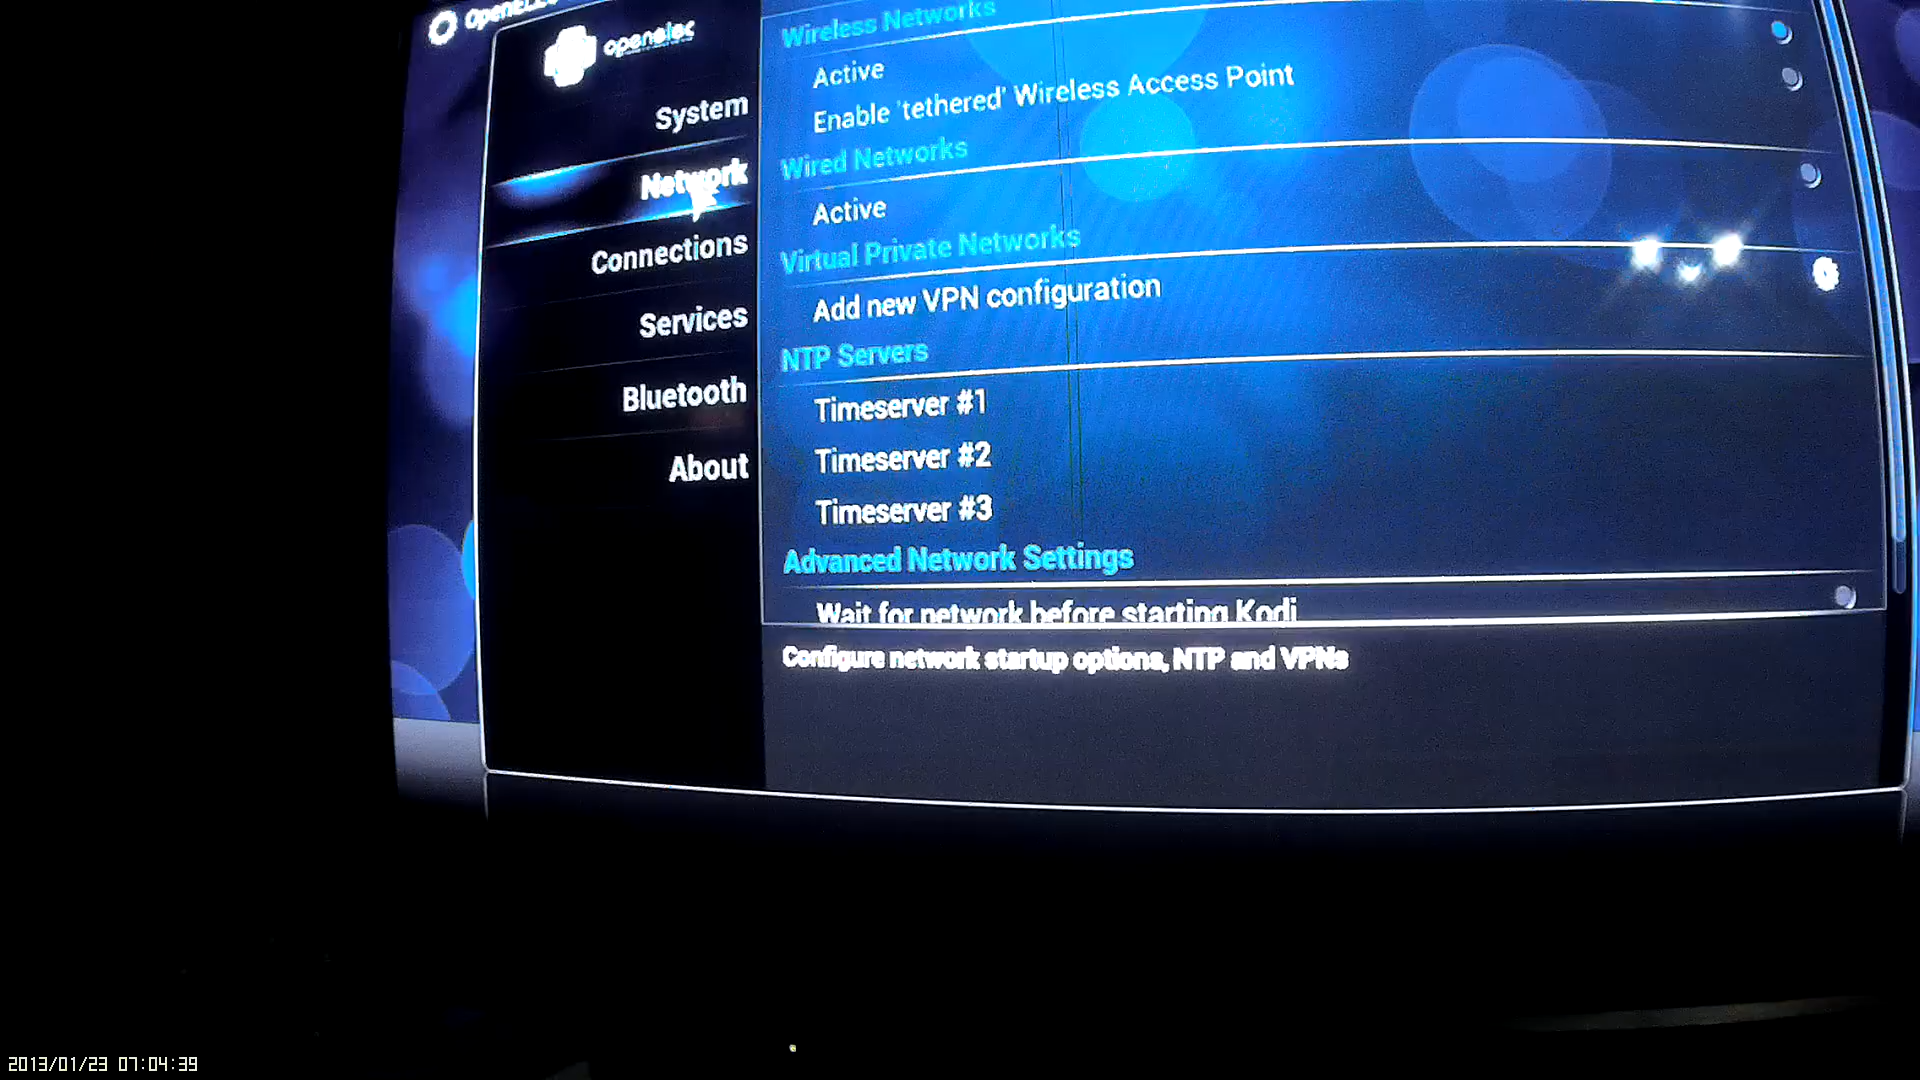 OpenELEC
openelec
System
Network
Connections
Services
Bluetooth
About
Wireless Networks
Active
Enable 'tethered' Wireless Access Point
Wired Networks
Active
Virtual Private Networks
Add new VPN configuration
NTP Servers
Timeserver #1
Timeserver #2
Timeserver #3
Advanced Network Settings
Wait for network before starting Kodi
Configure network startup options, NTP and VPNs
2013/01/23 07:04:39